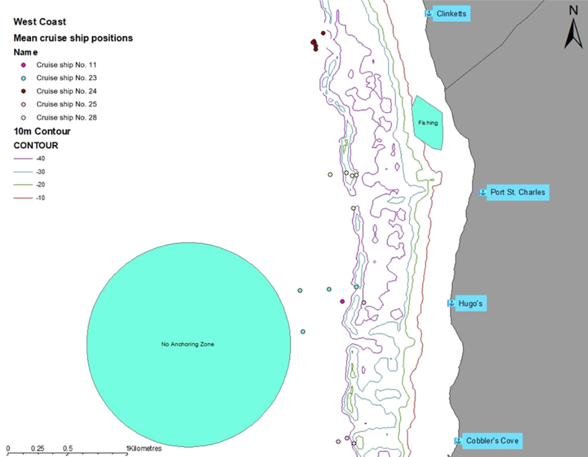 West Coast
Mean cruise ship positions
Name
Cruise ship No. 11
Cruise ship No. 23
Cruise ship No. 24
Cruise ship No. 25
Cruise ship No. 28
10m Contour
CONTOUR
-40
-30
-20
-10
Clinketts
N
Fishing
Port St. Charles
Hugo's
No Anchoring Zone
Cobbler's Cove
0 0.25 0.5 1Kilometres